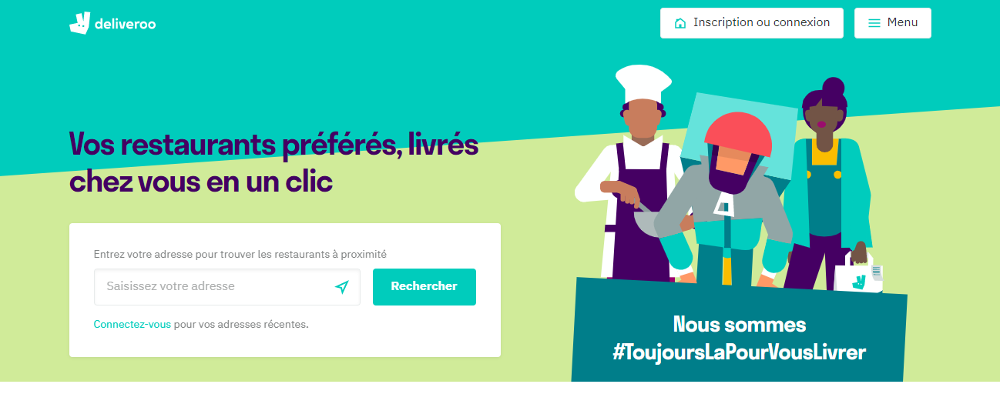 deliveroo
Inscription ou connexion
Menu
Vos restaurants préférés, livrés
chez vous en un clic
Entrez votre adresse pour trouver les restaurants à proximité
Saisissez votre adresse
Rechercher
Connectez-vous pour vos adresses récentes.
Nous sommes
#ToujoursLaPourVousLivrer